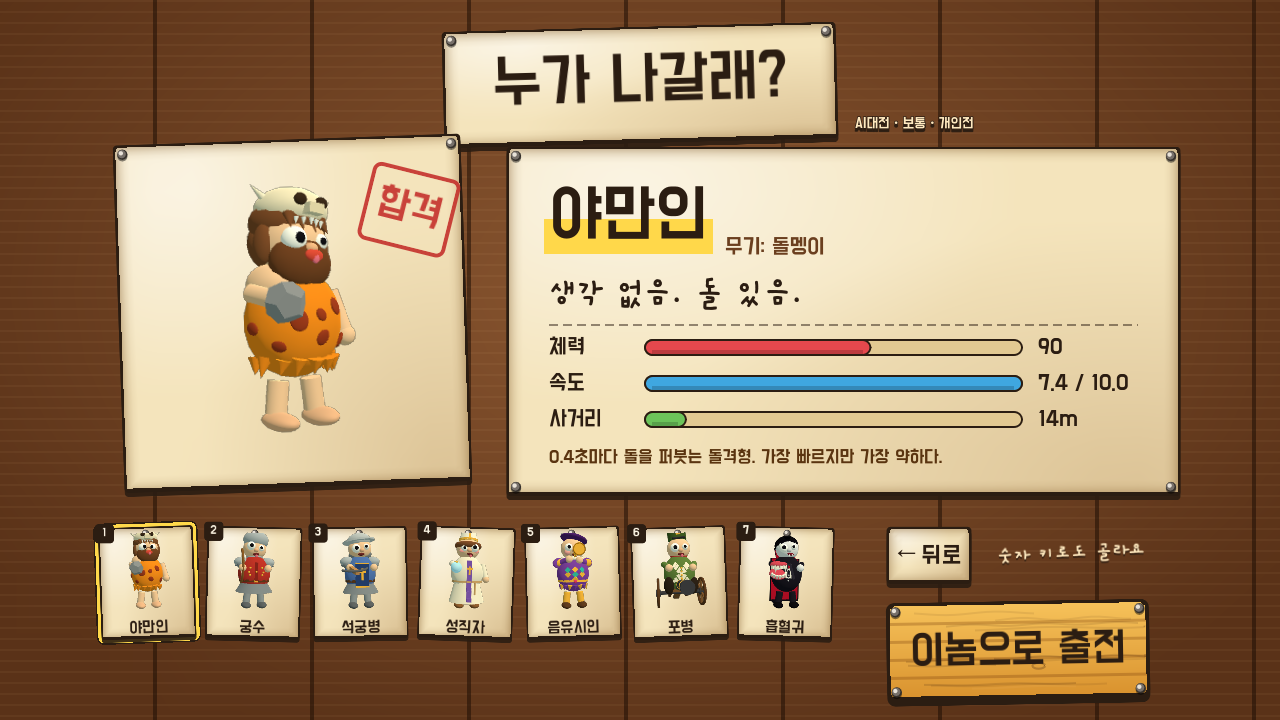 누가 나갈래?
AI대전 · 보통 · 개인전
합격
야만인
무기: 돌멩이
생각 없음. 돌 있음.
체력 90
속도 7.4 / 10.0
사거리 14m
0.4초마다 돌을 퍼붓는 돌격형. 가장 빠르지만 가장 약하다.
1 야만인
2 궁수
3 석궁병
4 성직자
5 음유시인
6 포병
7 흡혈귀
←뒤로
숫자 키로도 골라요
이놈으로 출전